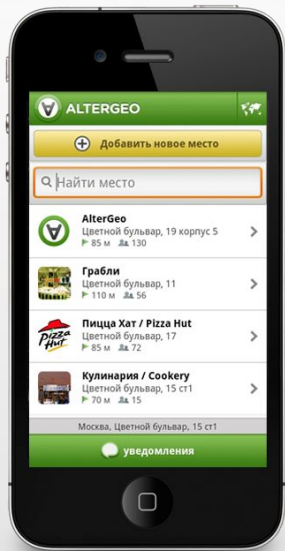 ALTERGEO
Добавить новое место
Найти место
AlterGeo
Цветной бульвар, 19 корпус 5
85 м 130
Грабли
Цветной бульвар, 11
110 м 56
Пицца Хат / Pizza Hut
Цветной бульвар, 17
85 м 72
Pizza
Hut
Кулинария / Cookery
Цветной бульвар, 15 ст1
70 м 15
Москва, Цветной бульвар, 15 ст1
уведомления